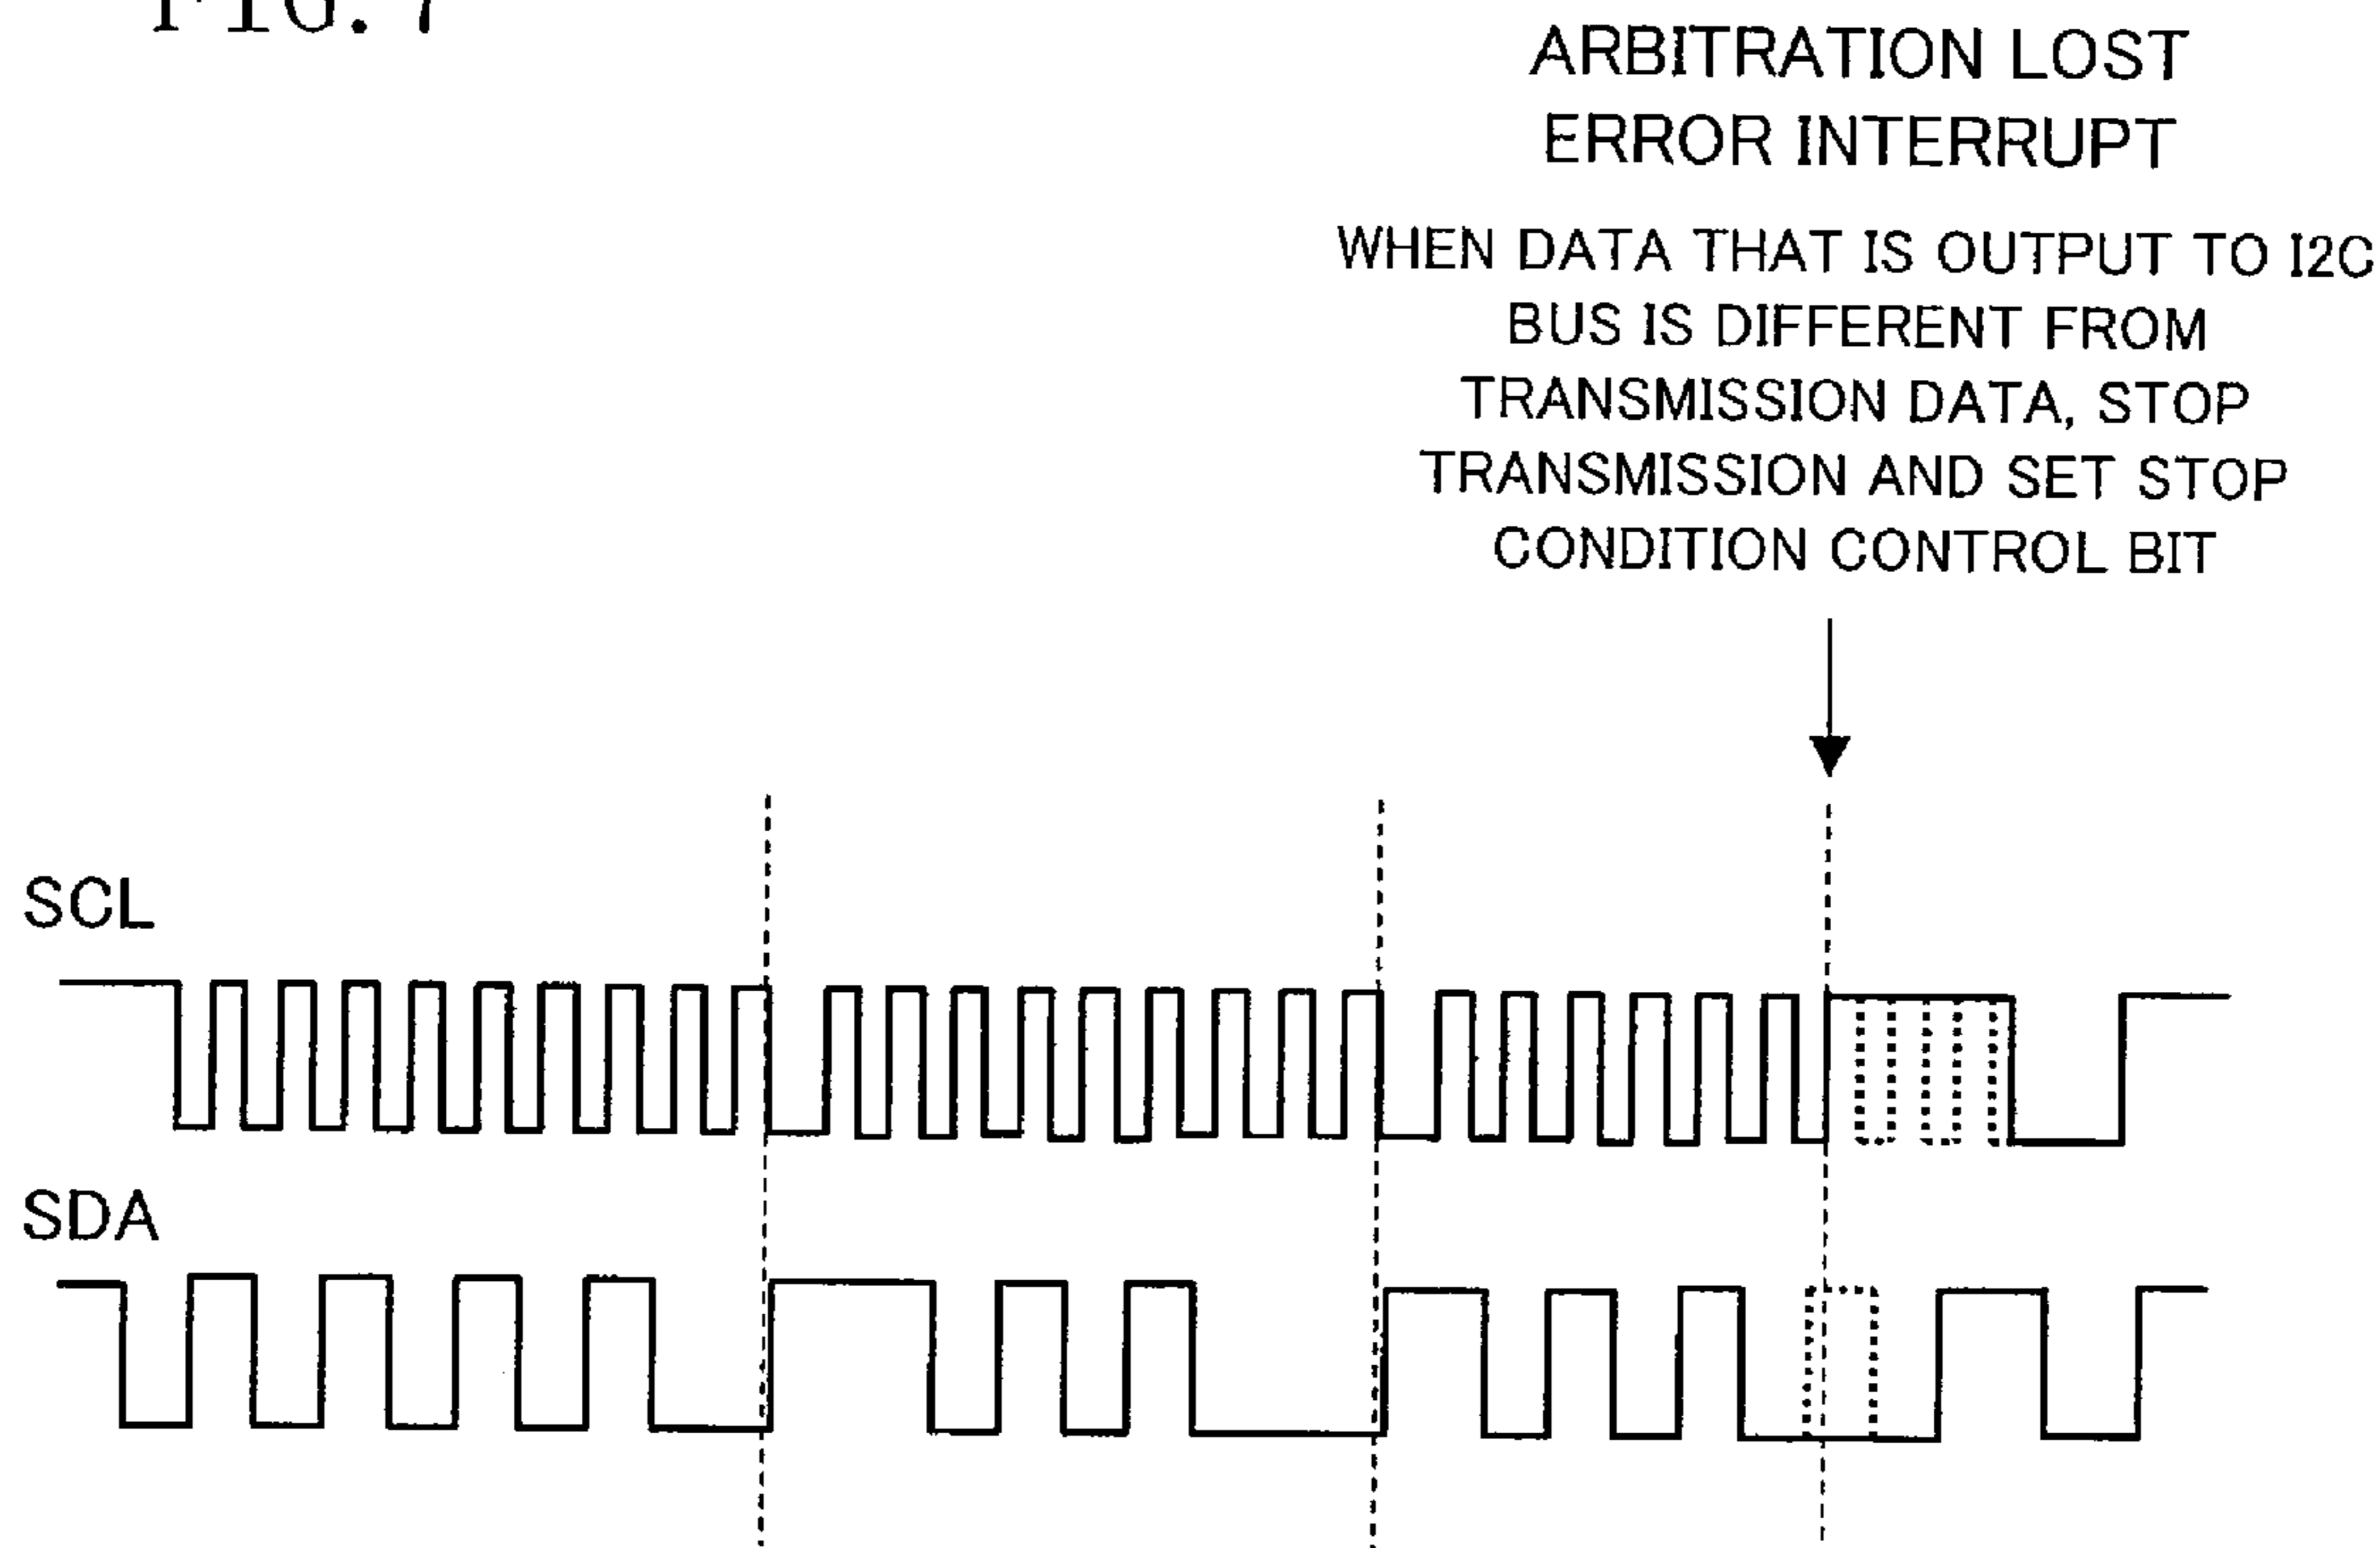 FIG. 7
ARBITRATION LOST
ERROR INTERRUPT
WHEN DATA THAT IS OUTPUT TO I2C
BUS IS DIFFERENT FROM
TRANSMISSION DATA, STOP
TRANSMISSION AND SET STOP
CONDITION CONTROL BIT
SCL
SDA